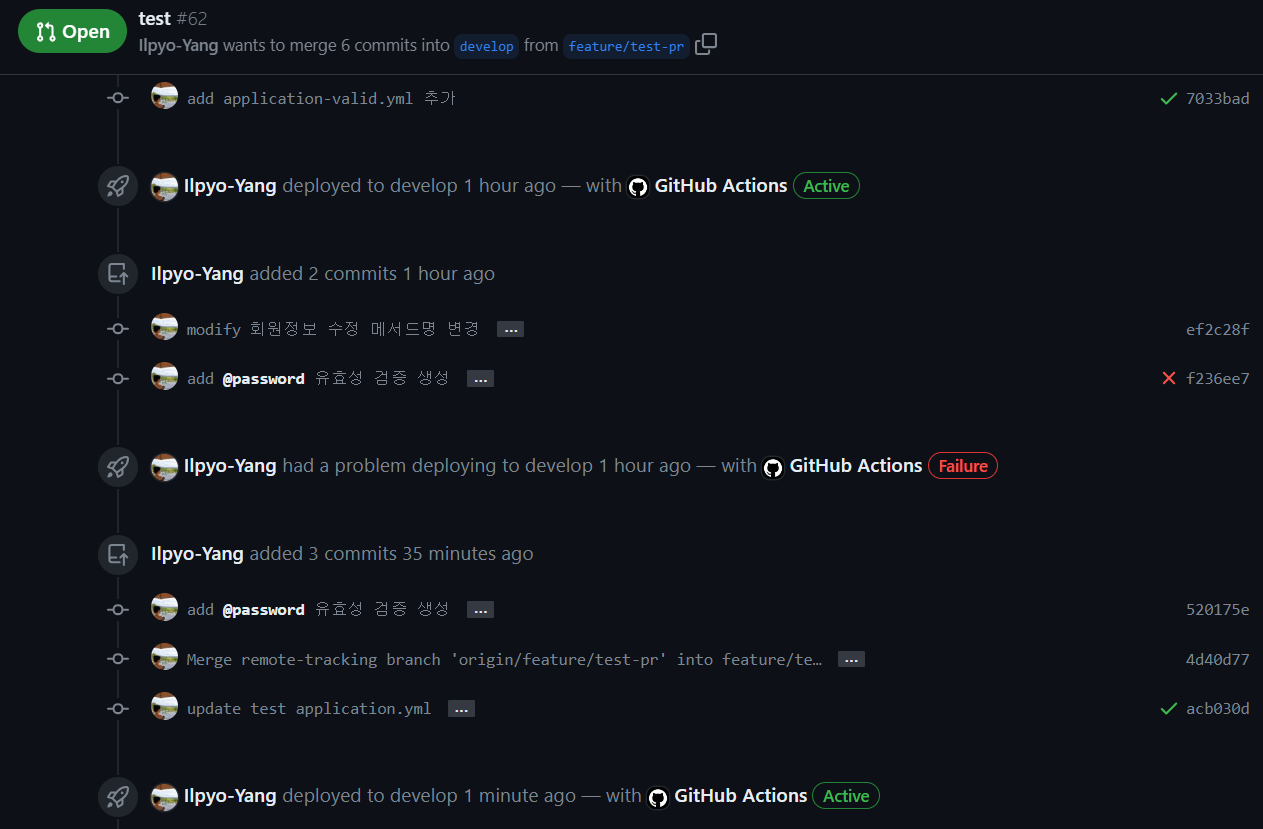 Open
test #62
Ilpyo-Yang wants to merge 6 commits into develop from feature/test-pr
add application-valid.yml 추가 7033bad
Ilpyo-Yang deployed to develop 1 hour ago — with GitHub Actions Active
Ilpyo-Yang added 2 commits 1 hour ago
modify 회원정보 수정 메서드명 변경 ... ef2c28f
add @password 유효성 검증 생성 ... f236ee7
Ilpyo-Yang had a problem deploying to develop 1 hour ago — with GitHub Actions Failure
Ilpyo-Yang added 3 commits 35 minutes ago
add @password 유효성 검증 생성 ... 520175e
Merge remote-tracking branch 'origin/feature/test-pr' into feature/te… ... 4d40d77
update test application.yml ... acb030d
Ilpyo-Yang deployed to develop 1 minute ago — with GitHub Actions Active